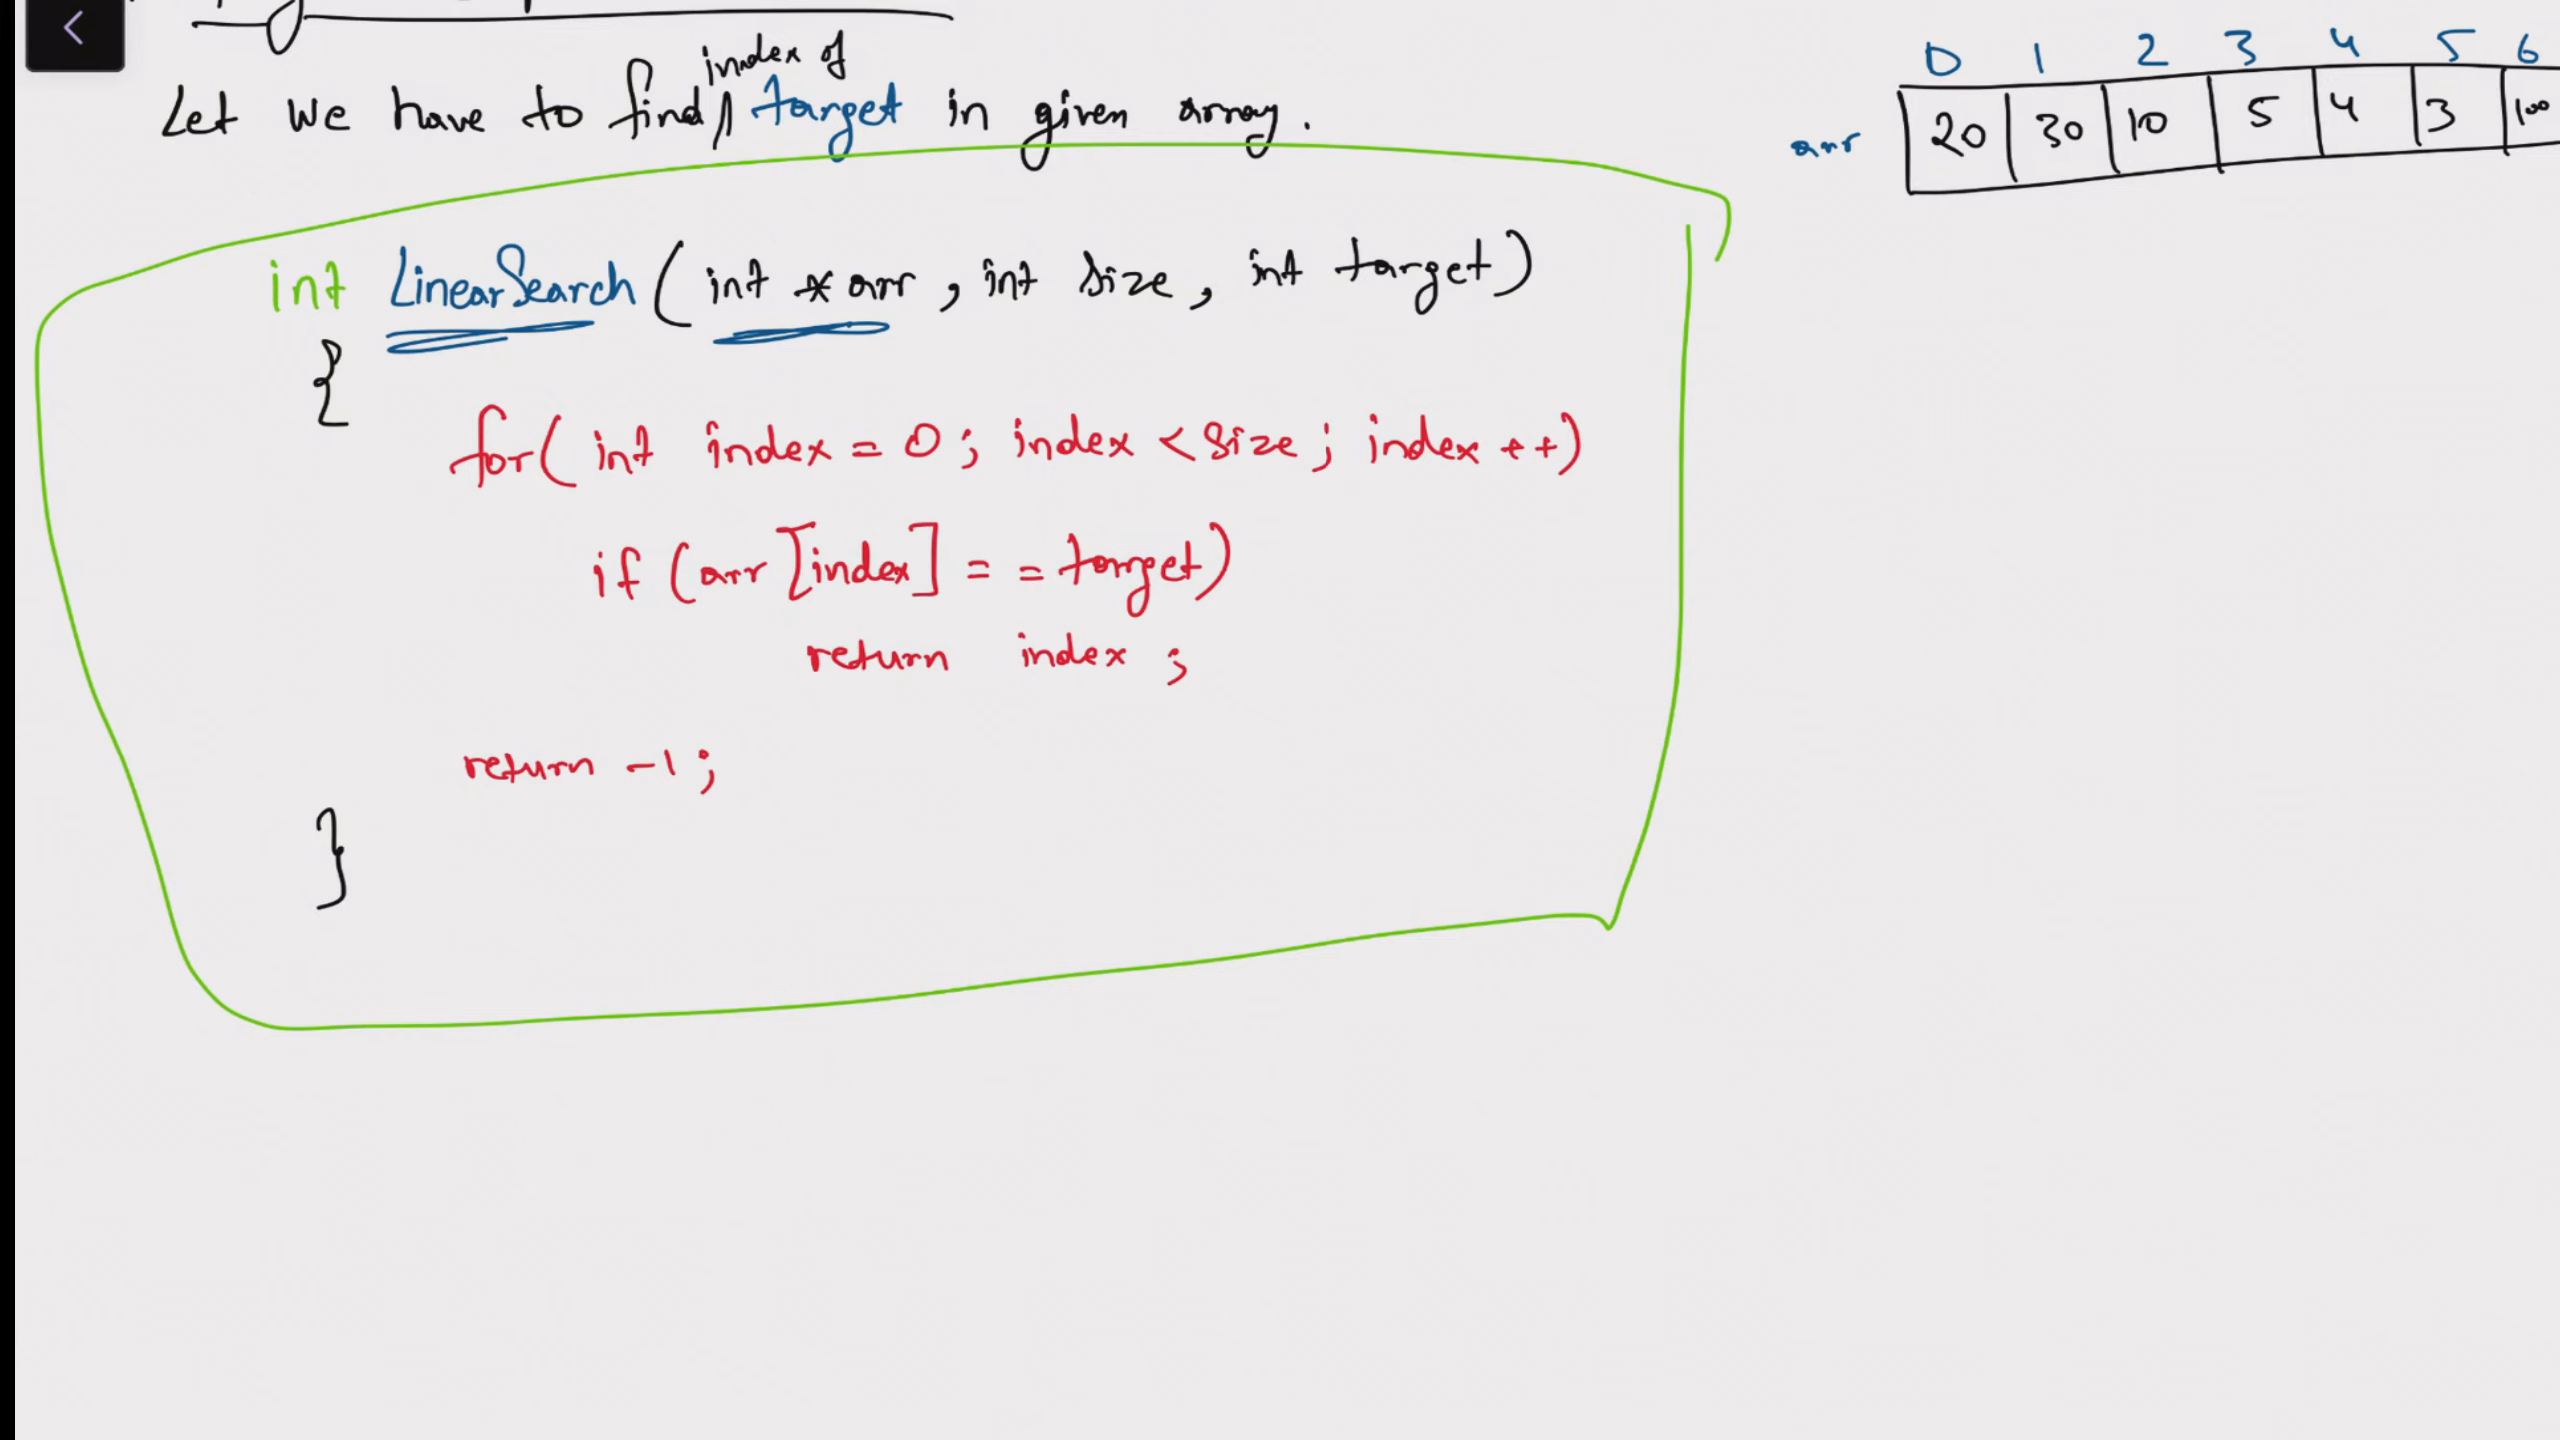 Let we have to find index of target in given array.
0 1 2 3 4 5 6
arr 20 30 10 5 4 3 100
int LinearSearch (int *arr, int size, int target)
{
for( int index = 0; index < size; index ++)
if (arr [index] = = target)
return index ;
return -1 ;
}